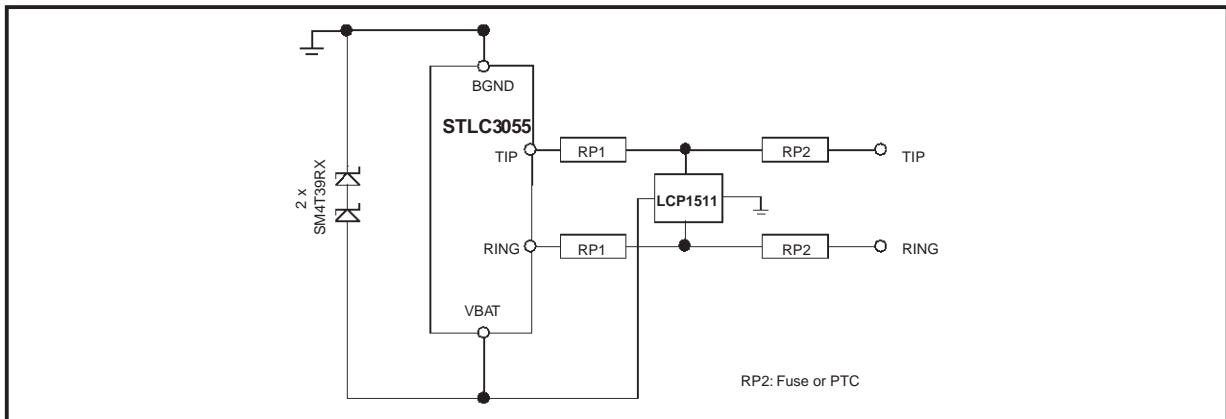 BGND
STLC3055
TIP
RP1
RP2
TIP
2 x
SM4T39RX
LCP1511
RING
RP1
RP2
RING
VBAT
RP2: Fuse or PTC